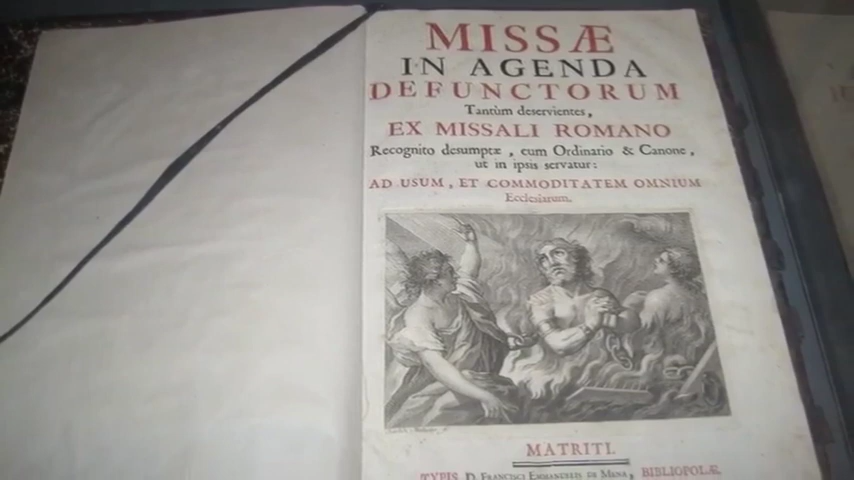 MISSÆ
IN AGENDA
DEFUNCTORUM
Tantùm deservientes,
EX MISSALI ROMANO
Recognito desumptæ, cum Ordinario & Canone,
ut in ipsis servatur:
AD USUM, ET COMMODITATEM OMNIUM
Ecclesiarum.
MATRITI.
TYPIS D. FRANCISCI EMMANUELIS DE MENA, BIBLIOPOLÆ